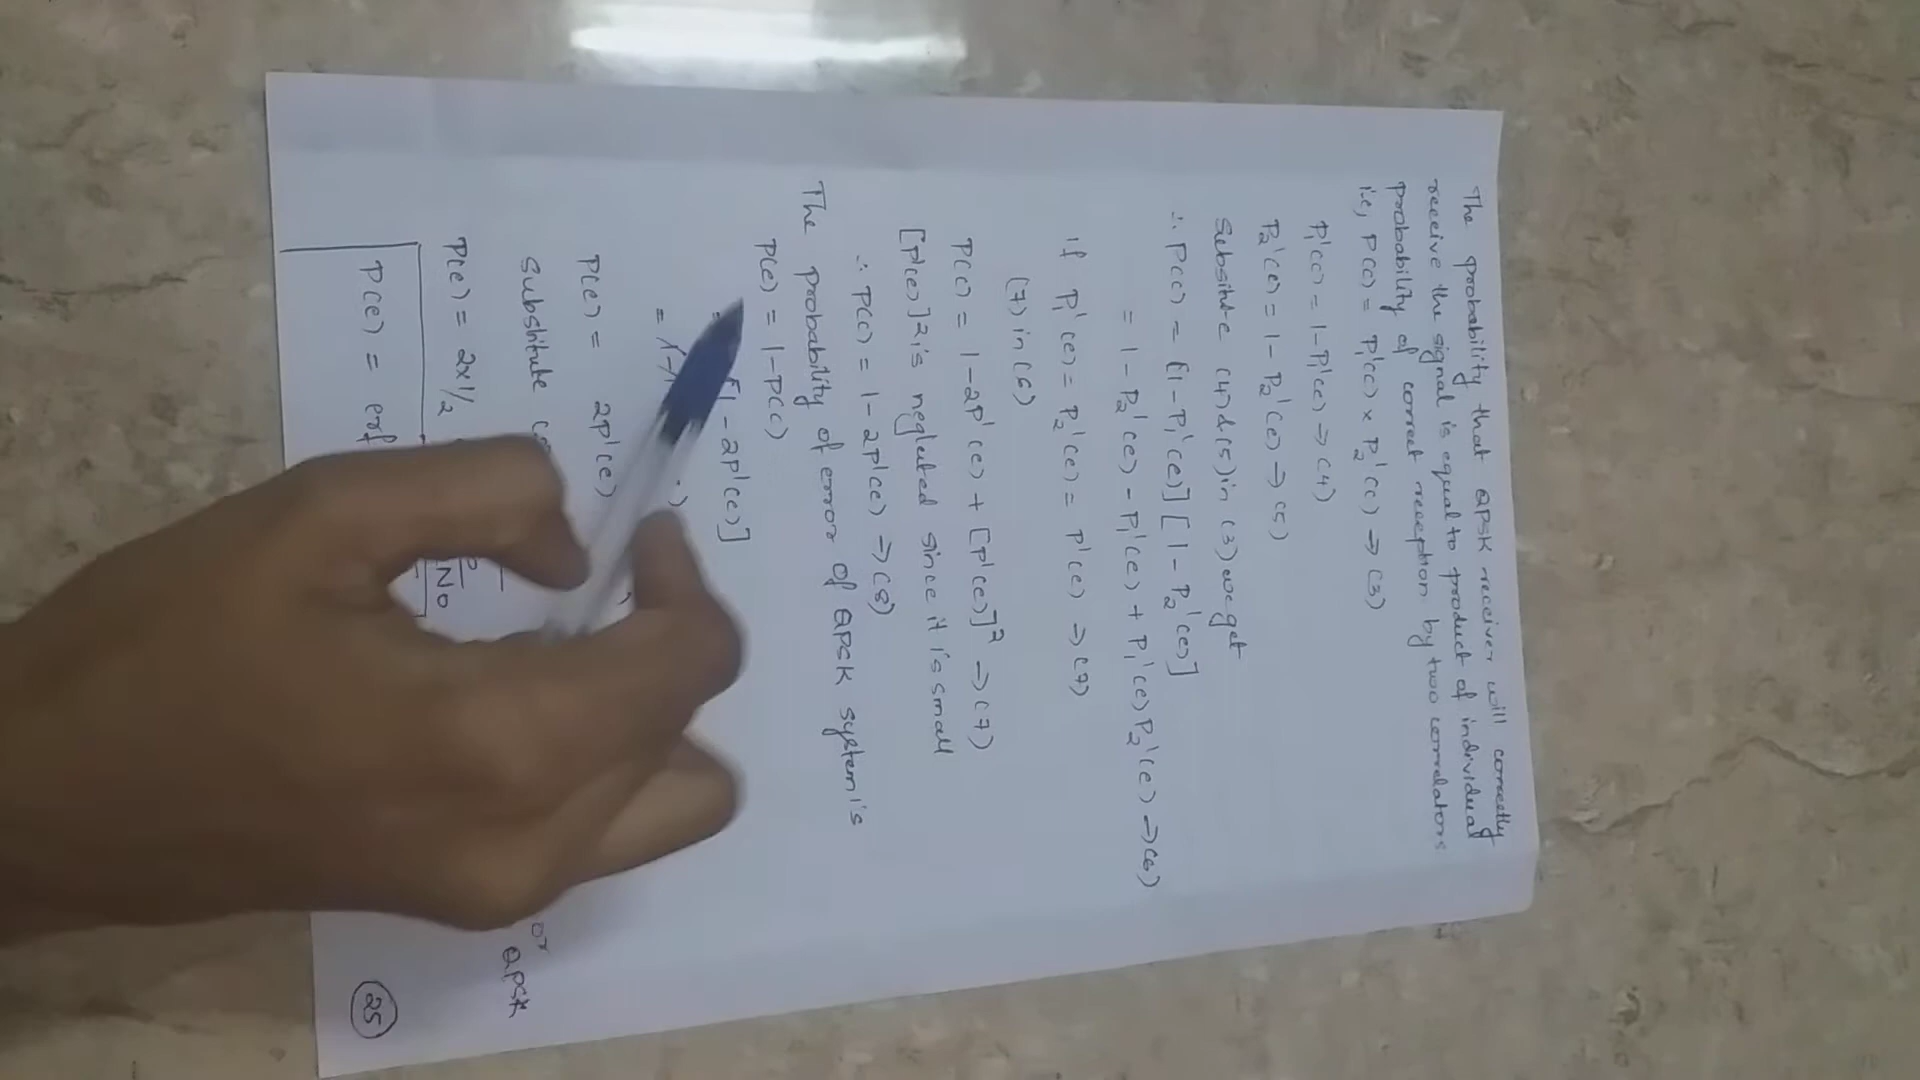 The probability that QPSK receiver will correctly
receive the signal is equal to product of individual
probability of correct reception by two correlators
i.e, P(c) = P1'(c) × P2'(c) → (3)
P1'(c) = 1 - P1'(e) → (4)
P2'(c) = 1 - P2'(e) → (5)
Subsitute (4) & (5) in (3) we get
∴ P(c) = [1 - P1'(e)] [1 - P2'(e)]
= 1 - P2'(e) - P1'(e) + P1'(e) P2'(e) → (6)
If P1'(e) = P2'(e) = P'(e) → (7)
(7) in (6)
P(c) = 1 - 2P'(e) + [P'(e)]² → (7)
[P'(e)]2 is neglected since it is small
∴ P(c) = 1 - 2P'(e) → (8)
The probability of error of QPSK system is
P(e) = 1 - P(c)
- 2P'(e)]
P(e) = 2P'(e)
Substitute or QPSK
P(e) = 2x1/2 No
P(e) = erf
25